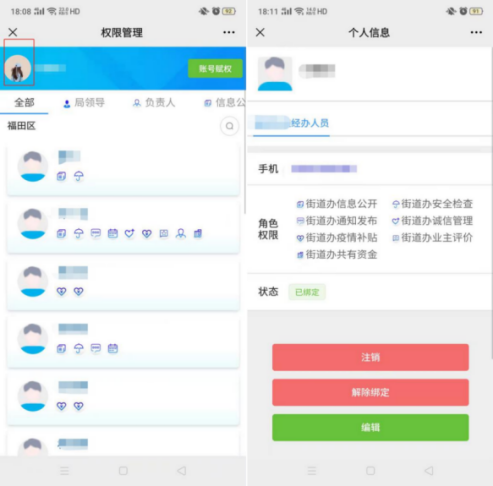 18:08
HD
92
权限管理
账号赋权
全部
局领导
负责人
信息公
福田区
18:11
HD
91
个人信息
经办人员
手机
角色权限
街道办信息公开
街道办安全检查
街道办通知发布
街道办诚信管理
街道办疫情补贴
街道办业主评价
街道办共有资金
状态
已绑定
注销
解除绑定
编辑